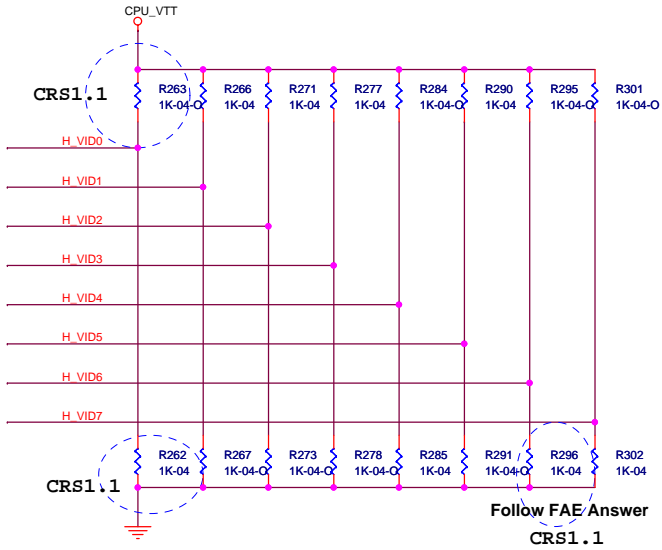 CPU_VTT
R263 R266 R271 R277 R284 R290 R295 R301
CRS1.1
1K-04-O 1K-04 1K-04 1K-04 1K-04-O 1K-04 1K-04-O 1K-04-O
H_VID0
H_VID1
H_VID2
H_VID3
H_VID4
H_VID5
H_VID6
H_VID7
R262 R267 R273 R278 R285 R291 R296 R302
1K-04 1K-04-O 1K-04-O 1K-04-O 1K-04 1K-04-O 1K-04 1K-04
CRS1.1
Follow FAE Answer
CRS1.1